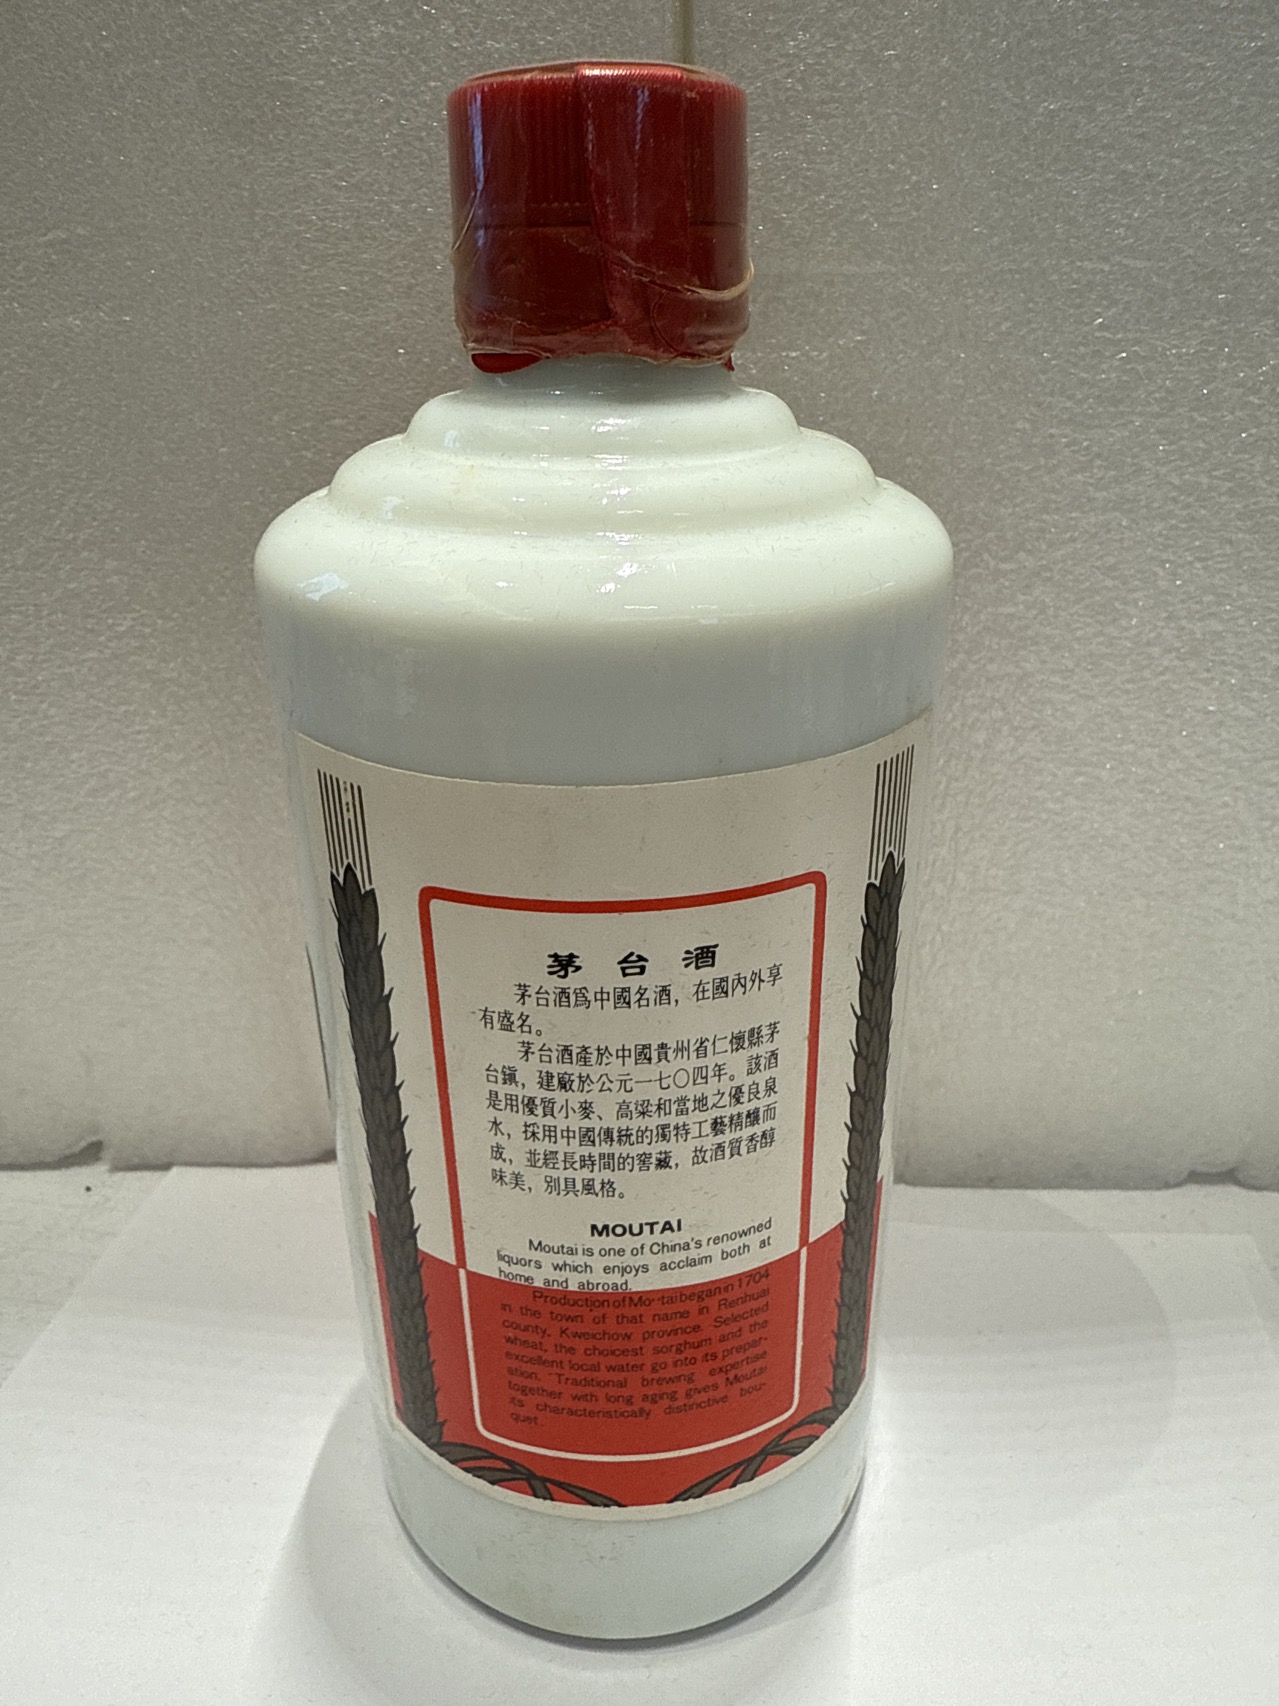 茅台酒
茅台酒爲中國名酒，在國內外享
有盛名。
茅台酒產於中國貴州省仁懷縣茅
台鎭，建廠於公元一七〇四年。該酒
是用優質小麥、高粱和當地之優良泉
水，採用中國傳統的獨特工藝精釀而
成，並經長時間的窖藏，故酒質香醇
味美，別具風格。
MOUTAI
Moutai is one of China's renowned
liquors which enjoys acclaim both at
home and abroad.
Production of Mo-tai began in 1704
in the town of that name in Renhuai
county, Kweichow province. Selected
wheat, the choicest sorghum and the
excellent local water go into its prepar-
ation. Traditional brewing expertise
together with long aging gives Moutai
its characteristically distinctive bou-
quet.